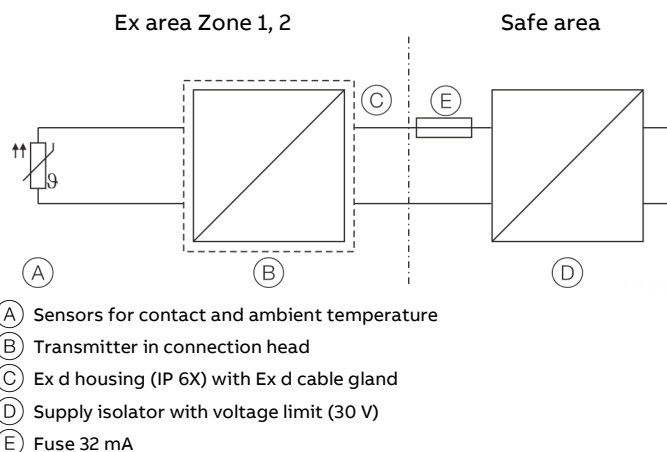 Ex area Zone 1, 2 Safe area
C E
ϑ
A B D
A Sensors for contact and ambient temperature
B Transmitter in connection head
C Ex d housing (IP 6X) with Ex d cable gland
D Supply isolator with voltage limit (30 V)
E Fuse 32 mA